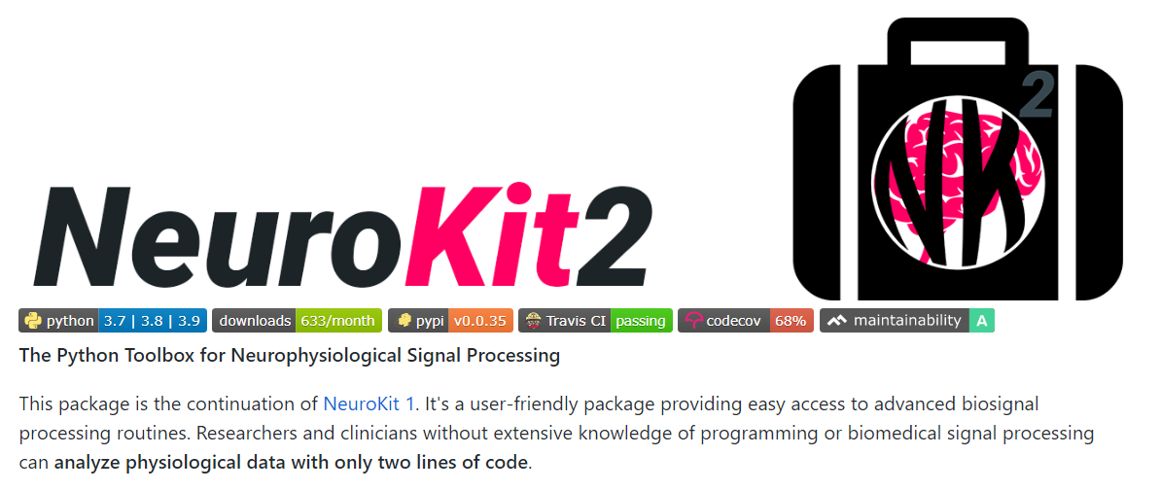 NK2
NeuroKit2
python 3.7 | 3.8 | 3.9 downloads 633/month pypi v0.0.35 Travis CI passing codecov 68% maintainability A
The Python Toolbox for Neurophysiological Signal Processing
This package is the continuation of NeuroKit 1. It's a user-friendly package providing easy access to advanced biosignal
processing routines. Researchers and clinicians without extensive knowledge of programming or biomedical signal processing
can analyze physiological data with only two lines of code.